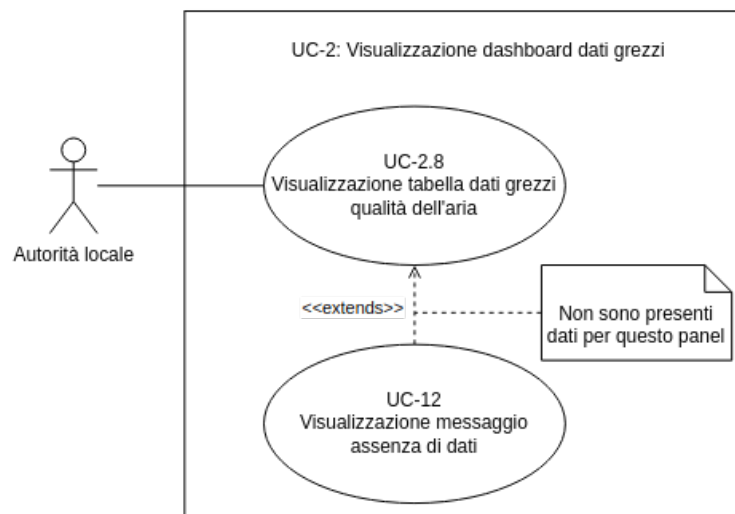 UC-2: Visualizzazione dashboard dati grezzi
UC-2.8
Visualizzazione tabella dati grezzi
qualità dell'aria
Autorità locale
<<extends>>
Non sono presenti
dati per questo panel
UC-12
Visualizzazione messaggio
assenza di dati